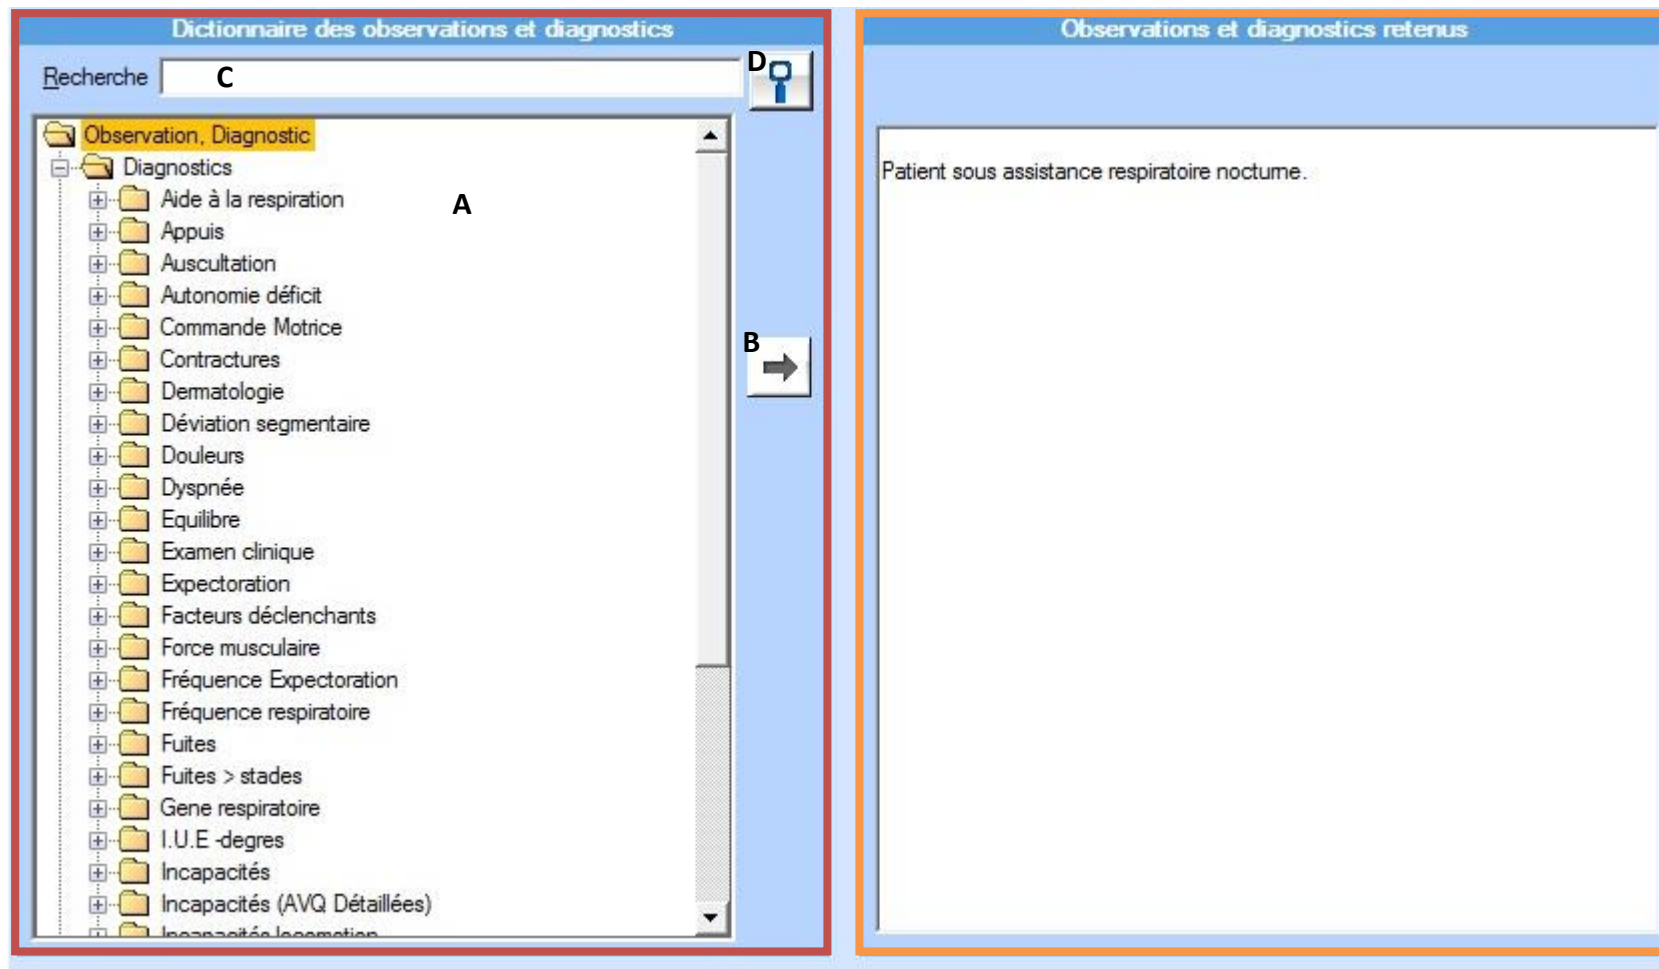 Dictionnaire des observations et diagnostics
Recherche
C
D
Observation, Diagnostic
Diagnostics
Aide à la respiration
A
Appuis
Auscultation
Autonomie déficit
Commande Motrice
B
Contractures
Dermatologie
Déviation segmentaire
Douleurs
Dyspnée
Equilibre
Examen clinique
Expectoration
Facteurs déclenchants
Force musculaire
Fréquence Expectoration
Fréquence respiratoire
Fuites
Fuites > stades
Gene respiratoire
I.U.E -degres
Incapacités
Incapacités (AVQ Détaillées)
Incapacités locomotion
Observations et diagnostics retenus
Patient sous assistance respiratoire nocturne.